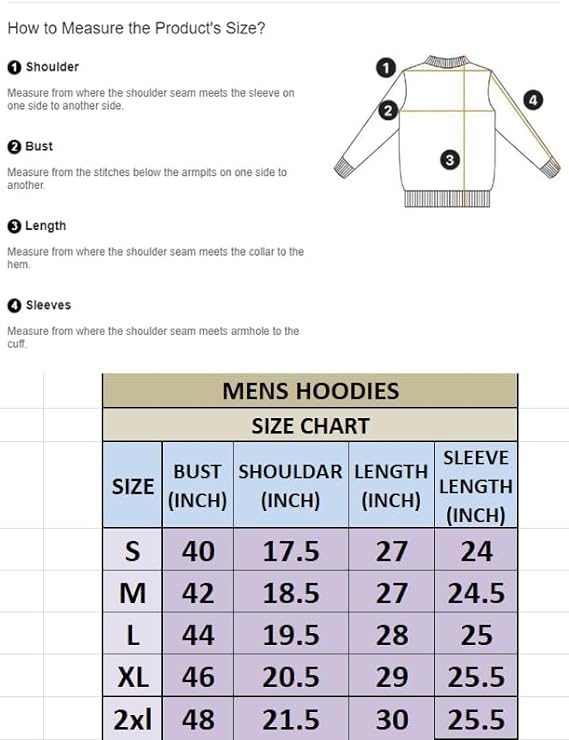 How to Measure the Product's Size?
1 Shoulder
Measure from where the shoulder seam meets the sleeve on
one side to another side.
2 Bust
Measure from the stitches below the armpits on one side to
another.
3 Length
Measure from where the shoulder seam meets the collar to the
hem.
4 Sleeves
Measure from where the shoulder seam meets armhole to the
cuff.
1
2
3
4
MENS HOODIES
SIZE CHART
SIZE BUST (INCH) SHOULDAR (INCH) LENGTH (INCH) SLEEVE LENGTH (INCH)
S 40 17.5 27 24
M 42 18.5 27 24.5
L 44 19.5 28 25
XL 46 20.5 29 25.5
2xl 48 21.5 30 25.5